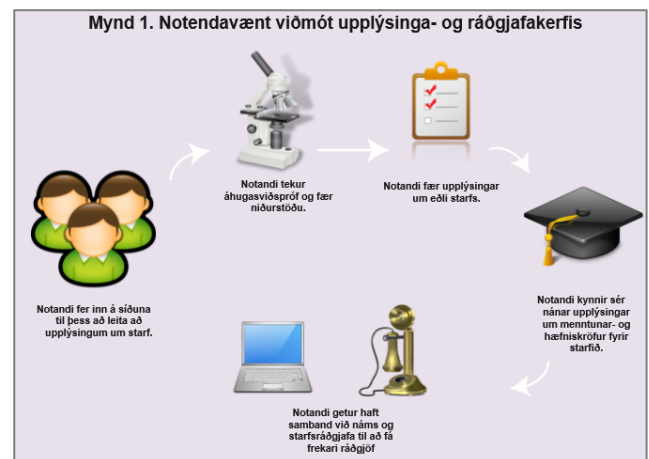 Mynd 1. Notendavænt viðmót upplýsinga- og ráðgjafakerfis
Notandi fer inn á síðuna
til þess að leita að
upplýsingum um starf.
Notandi tekur
áhugasviðspróf og fær
niðurstöðu.
Notandi fær upplýsingar
um eðli starfs.
Notandi kynnir sér
nánar upplýsingar
um menntunar- og
hæfniskröfur fyrir
starfið.
Notandi getur haft
samband við náms og
starfsráðgjafa til að fá
frekari ráðgjöf